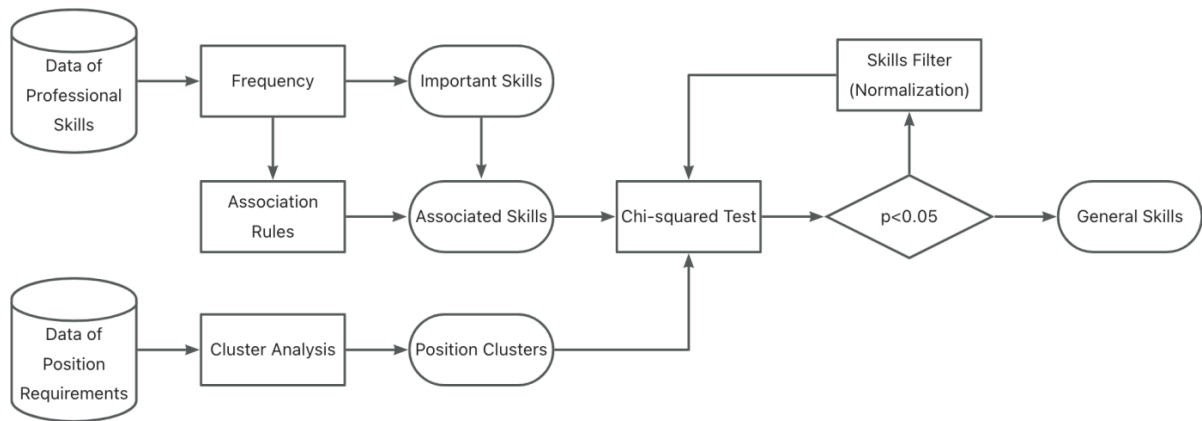 Data of
Professional
Skills
Frequency
Important Skills
Skills Filter
(Normalization)
Association
Rules
Associated Skills
Chi-squared Test
p<0.05
General Skills
Data of
Position
Requirements
Cluster Analysis
Position Clusters